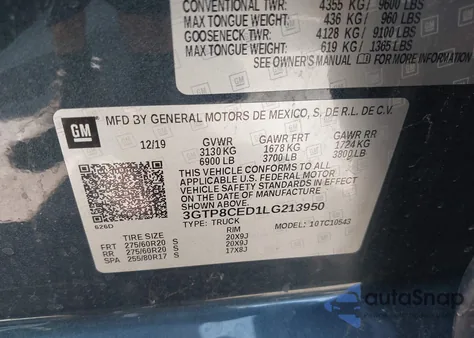 CONVENTIONAL TWR: 4355 KG/ 9600 LBS
MAX TONGUE WEIGHT: 436 KG/ 960 LBS
GOOSENECK TWR: 4128 KG/ 9100 LBS
MAX TONGUE WEIGHT: 619 KG/ 1365 LBS
SEE OWNER'S MANUAL FOR
GM
MFD BY GENERAL MOTORS DE MEXICO, S. DE R.L. DE C.V.
12/19 GVWR GAWR FRT GAWR RR
3130 KG 1678 KG 1724 KG
6900 LB 3700 LB 3800 LB
THIS VEHICLE CONFORMS TO ALL APPLICABLE
U.S. FEDERAL MOTOR VEHICLE SAFETY AND
THEFT PREVENTION STANDARDS IN EFFECT
ON THE DATE OF MANUFACTURE SHOWN ABOVE.
3GTP8CED1LG213950
626D TYPE: TRUCK MODEL: 10TC10543
TIRE SIZE RIM
FRT 275/60R20 S 20X9J
RR 275/60R20 S 20X9J
SPA 255/80R17 S 17X8J
autoSnap